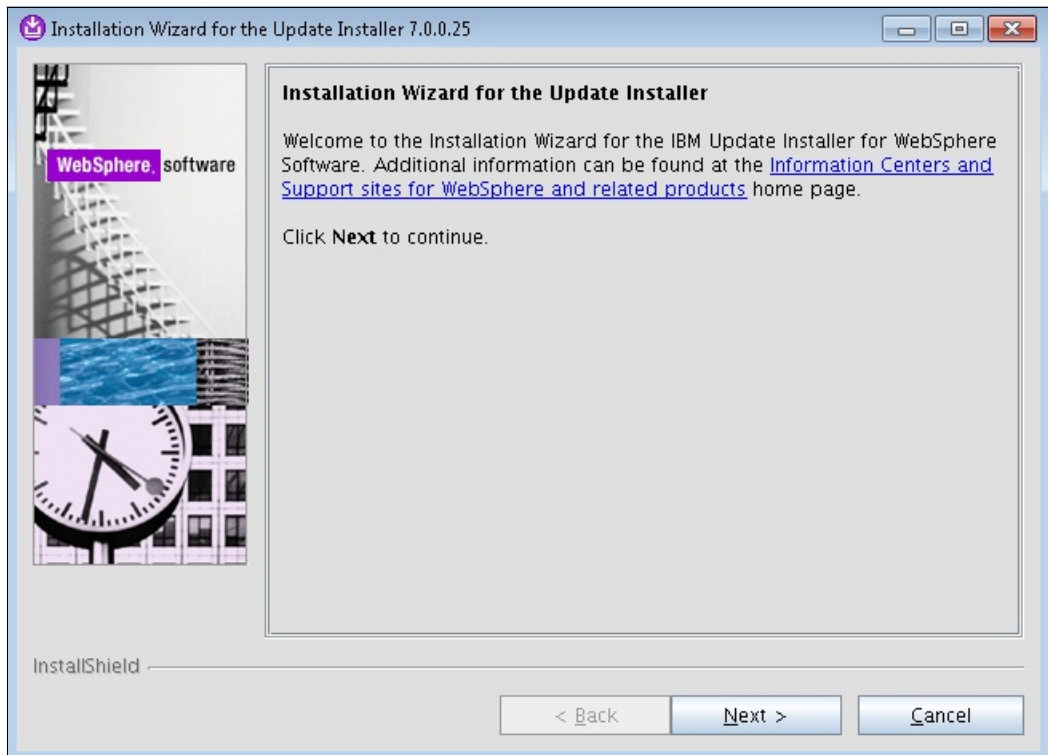 Installation Wizard for the Update Installer 7.0.0.25
WebSphere. software
Installation Wizard for the Update Installer
Welcome to the Installation Wizard for the IBM Update Installer for WebSphere
Software. Additional information can be found at the Information Centers and
Support sites for WebSphere and related products home page.
Click Next to continue.
InstallShield
< Back
Next >
Cancel